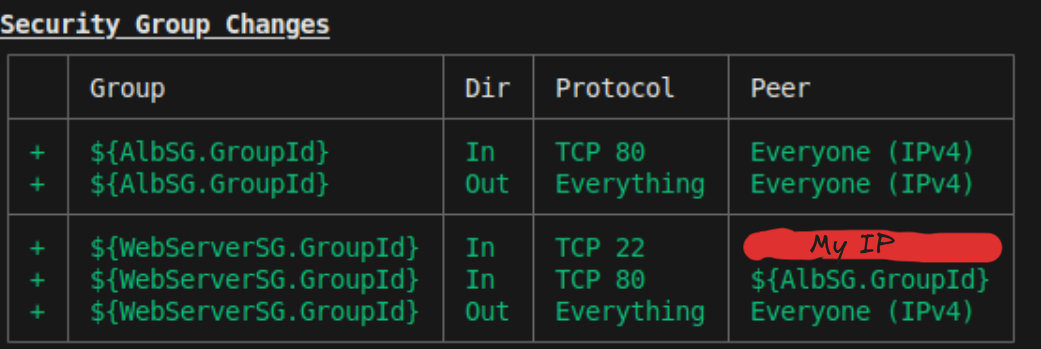 Security Group Changes
Group Dir Protocol Peer
+ ${AlbSG.GroupId} In TCP 80 Everyone (IPv4)
+ ${AlbSG.GroupId} Out Everything Everyone (IPv4)
+ ${WebServerSG.GroupId} In TCP 22 My IP
+ ${WebServerSG.GroupId} In TCP 80 ${AlbSG.GroupId}
+ ${WebServerSG.GroupId} Out Everything Everyone (IPv4)